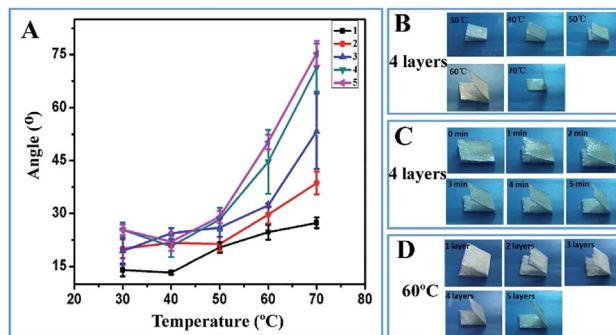 A
75
60
45
30
15
Angle (º)
20
30
40
50
60
70
80
Temperature (ºC)
1
2
3
4
5
B
4 layers
30℃
40℃
50℃
60℃
70℃
C
4 layers
0 min
1 min
2 min
3 min
4 min
5 min
D
60ºC
1 layer
2 layers
3 layers
4 layers
5 layers